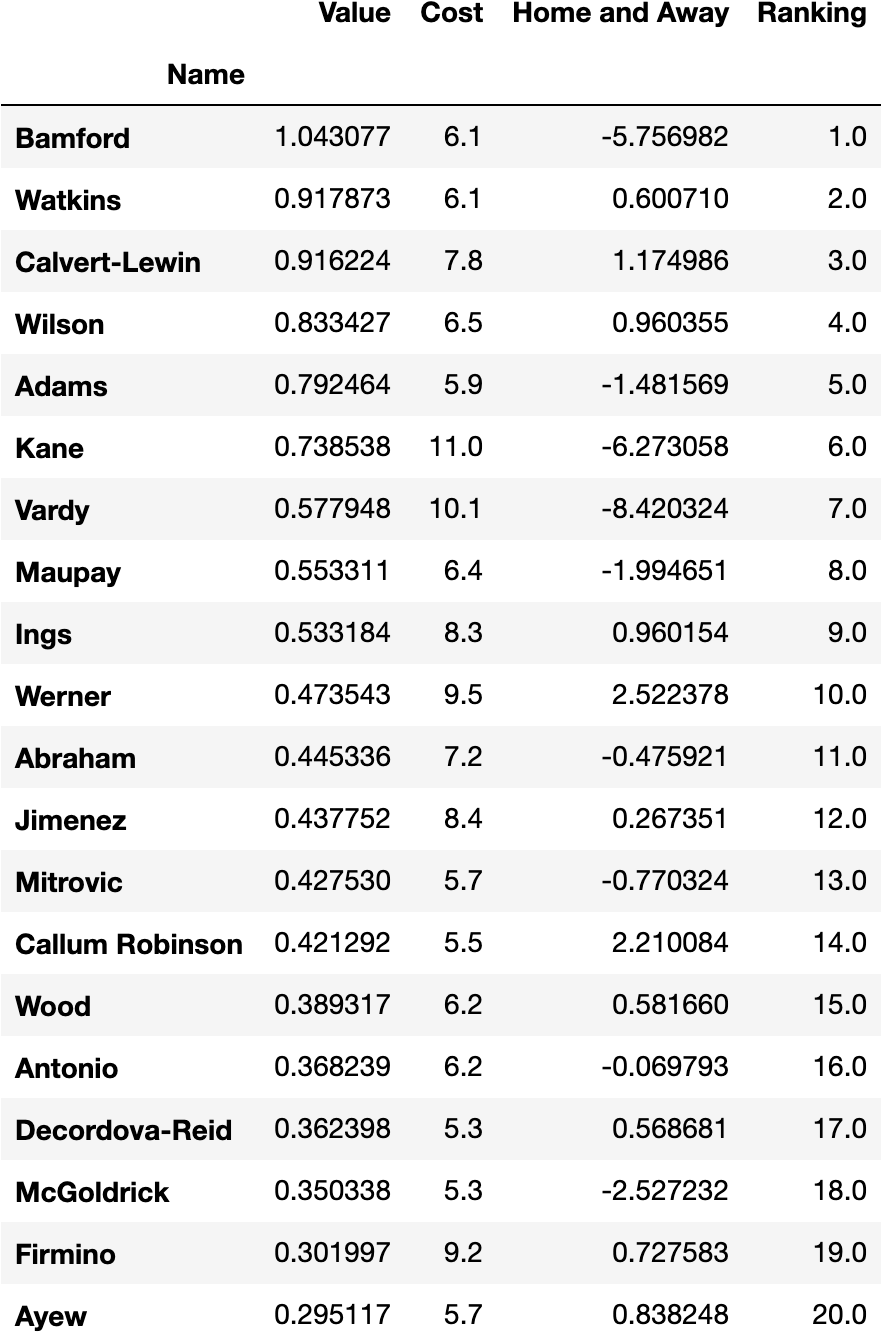 Value Cost Home and Away Ranking
Name
Bamford 1.043077 6.1 -5.756982 1.0
Watkins 0.917873 6.1 0.600710 2.0
Calvert-Lewin 0.916224 7.8 1.174986 3.0
Wilson 0.833427 6.5 0.960355 4.0
Adams 0.792464 5.9 -1.481569 5.0
Kane 0.738538 11.0 -6.273058 6.0
Vardy 0.577948 10.1 -8.420324 7.0
Maupay 0.553311 6.4 -1.994651 8.0
Ings 0.533184 8.3 0.960154 9.0
Werner 0.473543 9.5 2.522378 10.0
Abraham 0.445336 7.2 -0.475921 11.0
Jimenez 0.437752 8.4 0.267351 12.0
Mitrovic 0.427530 5.7 -0.770324 13.0
Callum Robinson 0.421292 5.5 2.210084 14.0
Wood 0.389317 6.2 0.581660 15.0
Antonio 0.368239 6.2 -0.069793 16.0
Decordova-Reid 0.362398 5.3 0.568681 17.0
McGoldrick 0.350338 5.3 -2.527232 18.0
Firmino 0.301997 9.2 0.727583 19.0
Ayew 0.295117 5.7 0.838248 20.0